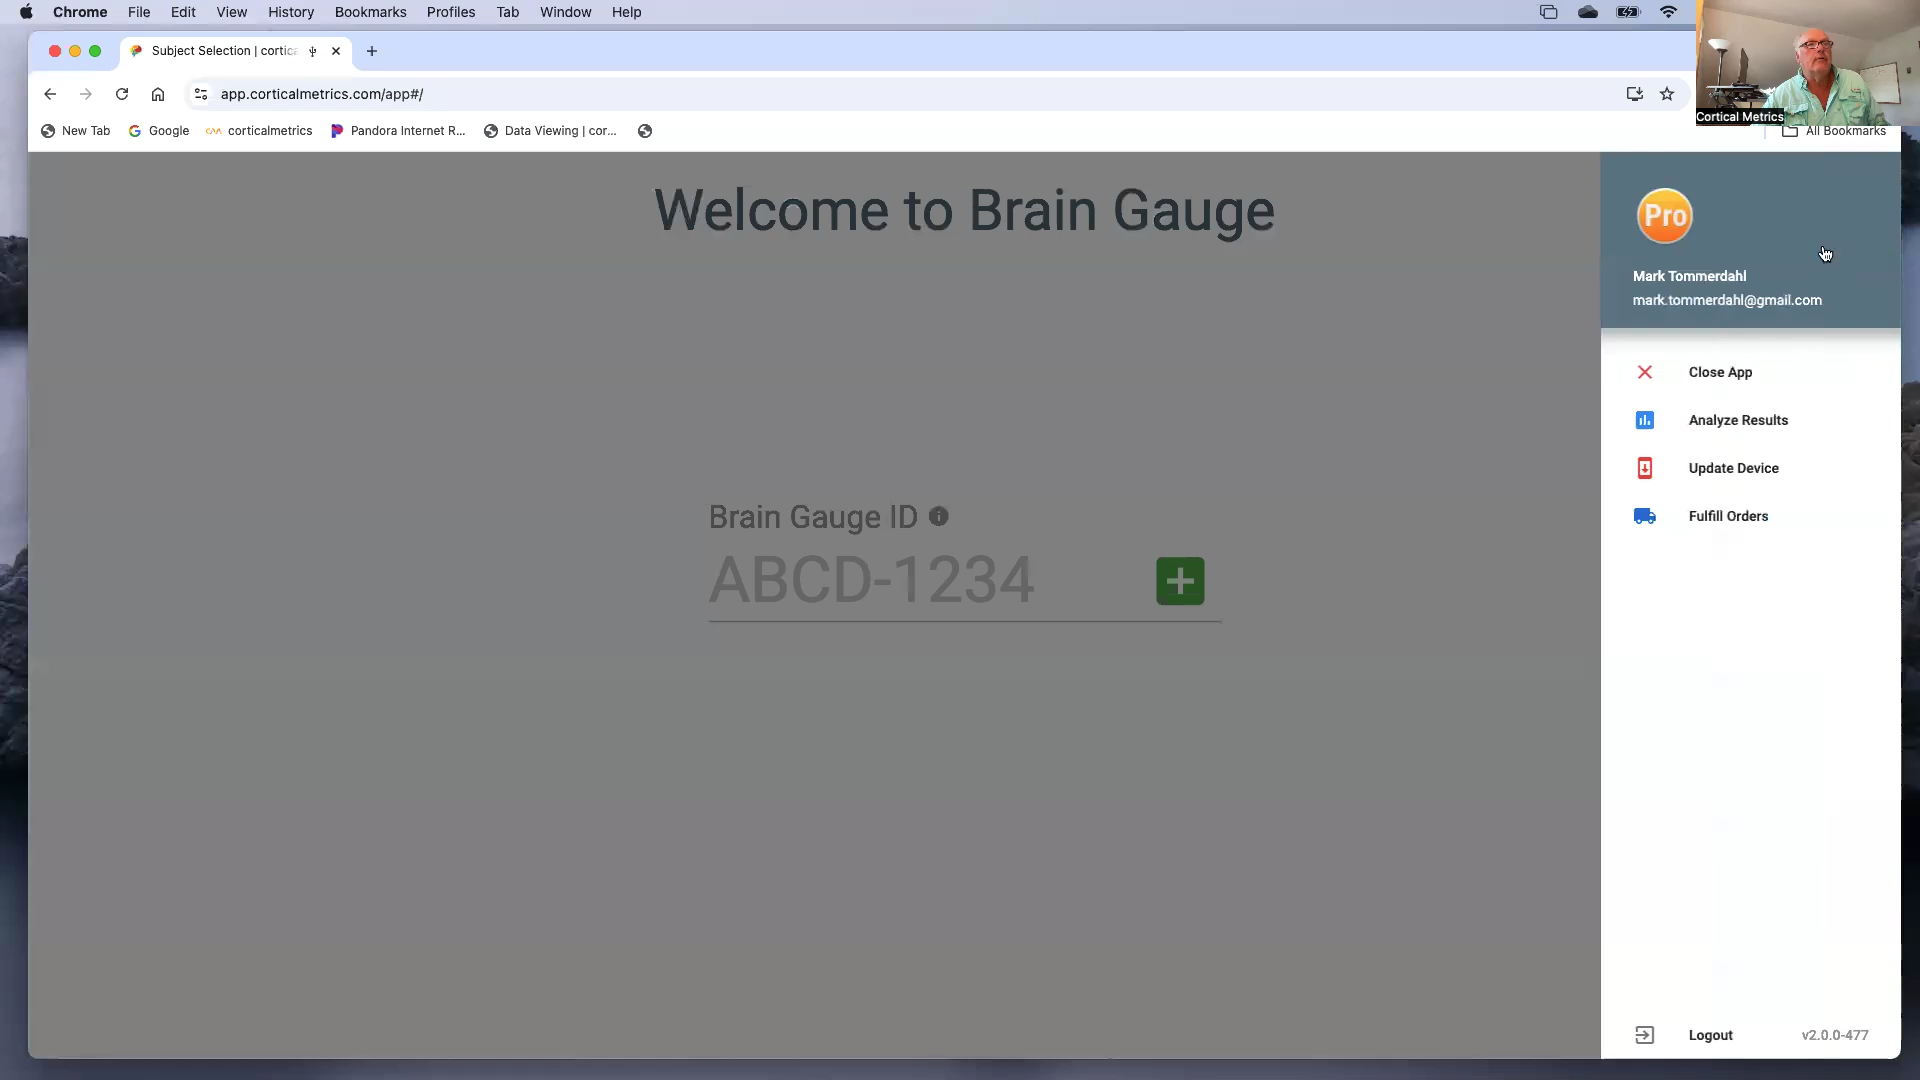 Chrome File Edit View History Bookmarks Profiles Tab Window Help
Subject Selection | cortica
app.corticalmetrics.com/app#/
Cortical Metrics
New Tab Google corticalmetrics Pandora Internet R... Data Viewing | cor... All Bookmarks
Welcome to Brain Gauge
Pro
Mark Tommerdahl
mark.tommerdahl@gmail.com
Close App
Analyze Results
Update Device
Fulfill Orders
Brain Gauge ID
ABCD-1234
Logout v2.0.0-477